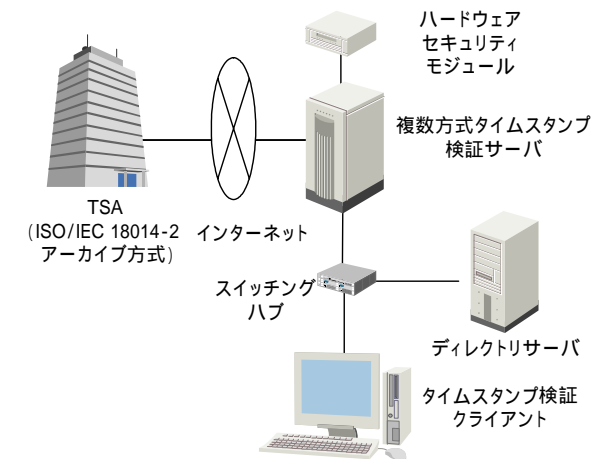 ハードウェア
セキュリティ
モジュール
複数方式タイムスタンプ
検証サーバ
TSA
(ISO/IEC 18014-2
アーカイブ方式)
インターネット
スイッチング
ハブ
ディレクトリサーバ
タイムスタンプ検証
クライアント